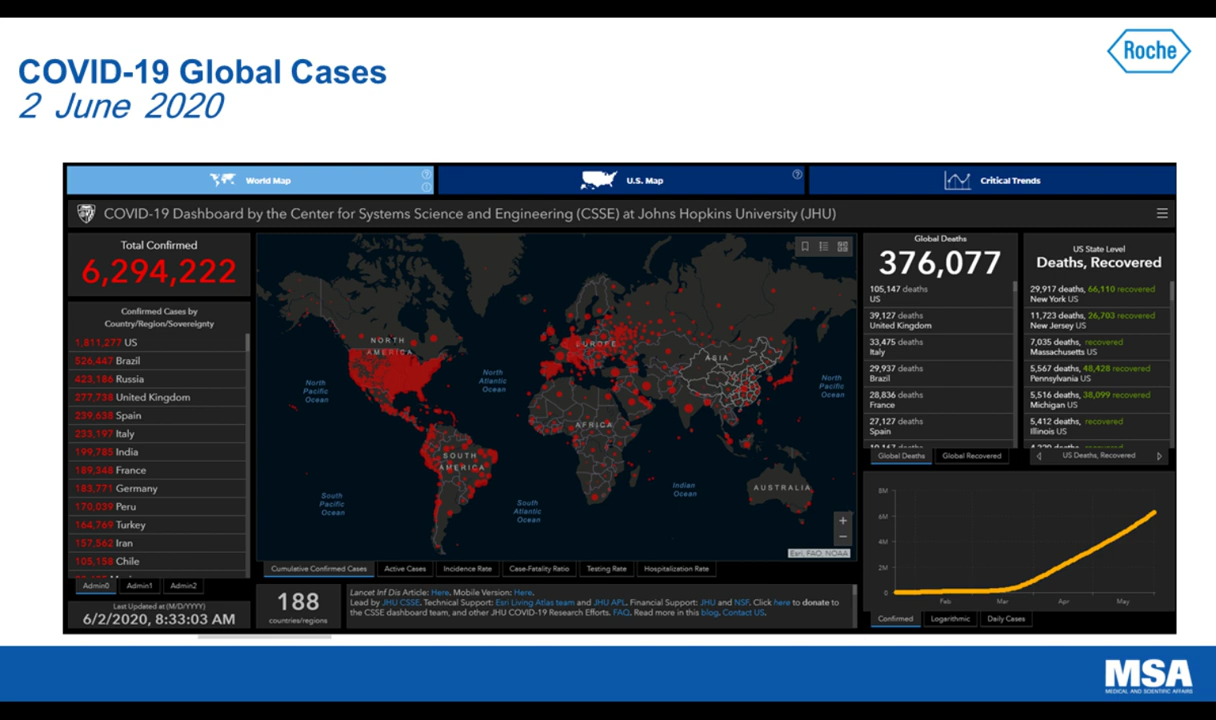 COVID-19 Global Cases
2 June 2020
Roche
World Map
U.S. Map
Critical Trends
COVID-19 Dashboard by the Center for Systems Science and Engineering (CSSE) at Johns Hopkins University (JHU)
Total Confirmed
6,294,222
Confirmed Cases by
Country/Region/Sovereignty
1,811,277 US
526,447 Brazil
423,186 Russia
277,738 United Kingdom
239,638 Spain
233,197 Italy
199,785 India
189,348 France
183,771 Germany
170,039 Peru
164,769 Turkey
157,562 Iran
105,158 Chile
Admin0 Admin1 Admin2
Last Updated at (M/D/YYYY)
6/2/2020, 8:33:03 AM
NORTH
AMERICA
EUROPE
ASIA
North
Pacific
Ocean
North
Atlantic
Ocean
North
Pacific
Ocean
AFRICA
SOUTH
AMERICA
AUSTRALIA
Indian
Ocean
South
Pacific
Ocean
South
Atlantic
Ocean
+
−
Esri, FAO, NOAA
Cumulative Confirmed Cases Active Cases Incidence Rate Case-Fatality Ratio Testing Rate Hospitalization Rate
188
countries/regions
Lancet Inf Dis Article: Here. Mobile Version: Here.
Lead by JHU CSSE. Technical Support: Esri Living Atlas team and JHU APL. Financial Support: JHU and NSF. Click here to donate to
the CSSE dashboard team, and other JHU COVID-19 Research Efforts. FAQ. Read more in this blog. Contact US.
Global Deaths
376,077
105,147 deaths
US
39,127 deaths
United Kingdom
33,475 deaths
Italy
29,937 deaths
Brazil
28,836 deaths
France
27,127 deaths
Spain
Global Deaths Global Recovered
US State Level
Deaths, Recovered
29,917 deaths, 66,110 recovered
New York US
11,723 deaths, 26,703 recovered
New Jersey US
7,035 deaths, recovered
Massachusetts US
5,567 deaths, 48,428 recovered
Pennsylvania US
5,516 deaths, 38,099 recovered
Michigan US
5,412 deaths, recovered
Illinois US
US Deaths, Recovered
8M
6M
4M
2M
0
Feb Mar Apr May
Confirmed Logarithmic Daily Cases
MSA
MEDICAL AND SCIENTIFIC AFFAIRS